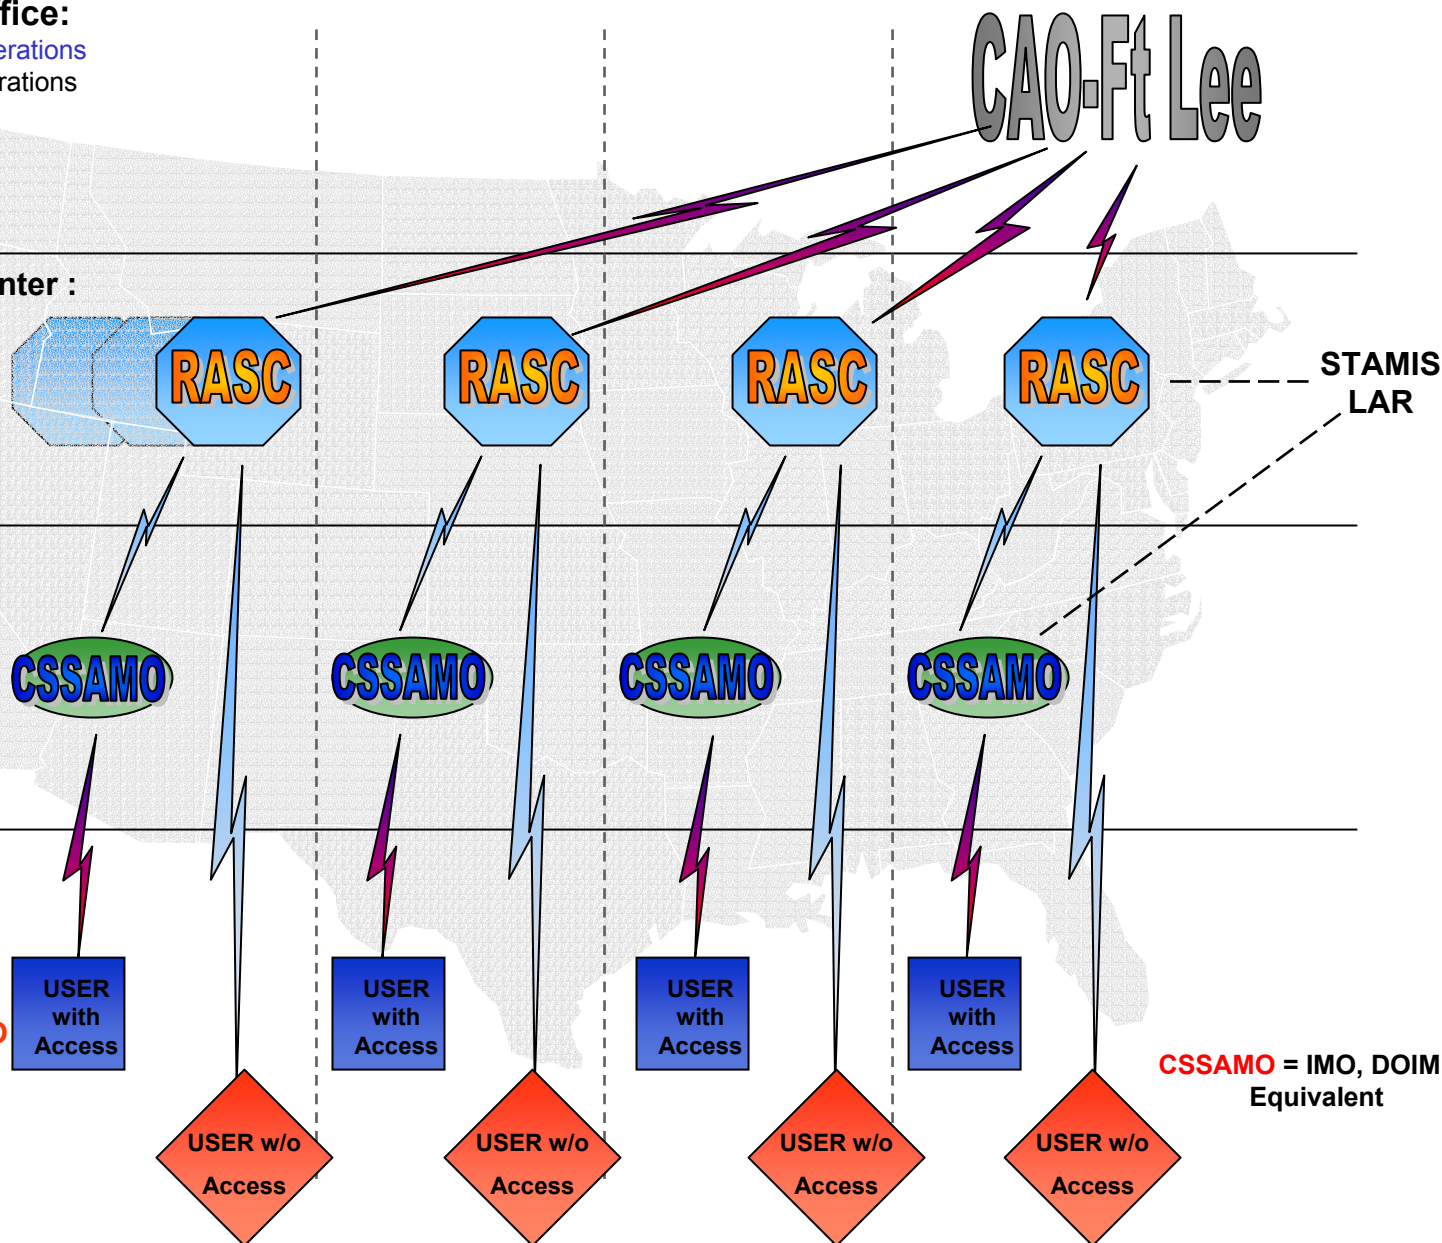 fice:
erations
rations
CAO-Ft Lee
nter :
RASC
RASC
RASC
RASC
STAMIS
LAR
CSSAMO
CSSAMO
CSSAMO
CSSAMO
USER
with
Access
USER
with
Access
USER
with
Access
USER
with
Access
O
CSSAMO = IMO, DOIM
Equivalent
USER w/o
Access
USER w/o
Access
USER w/o
Access
USER w/o
Access